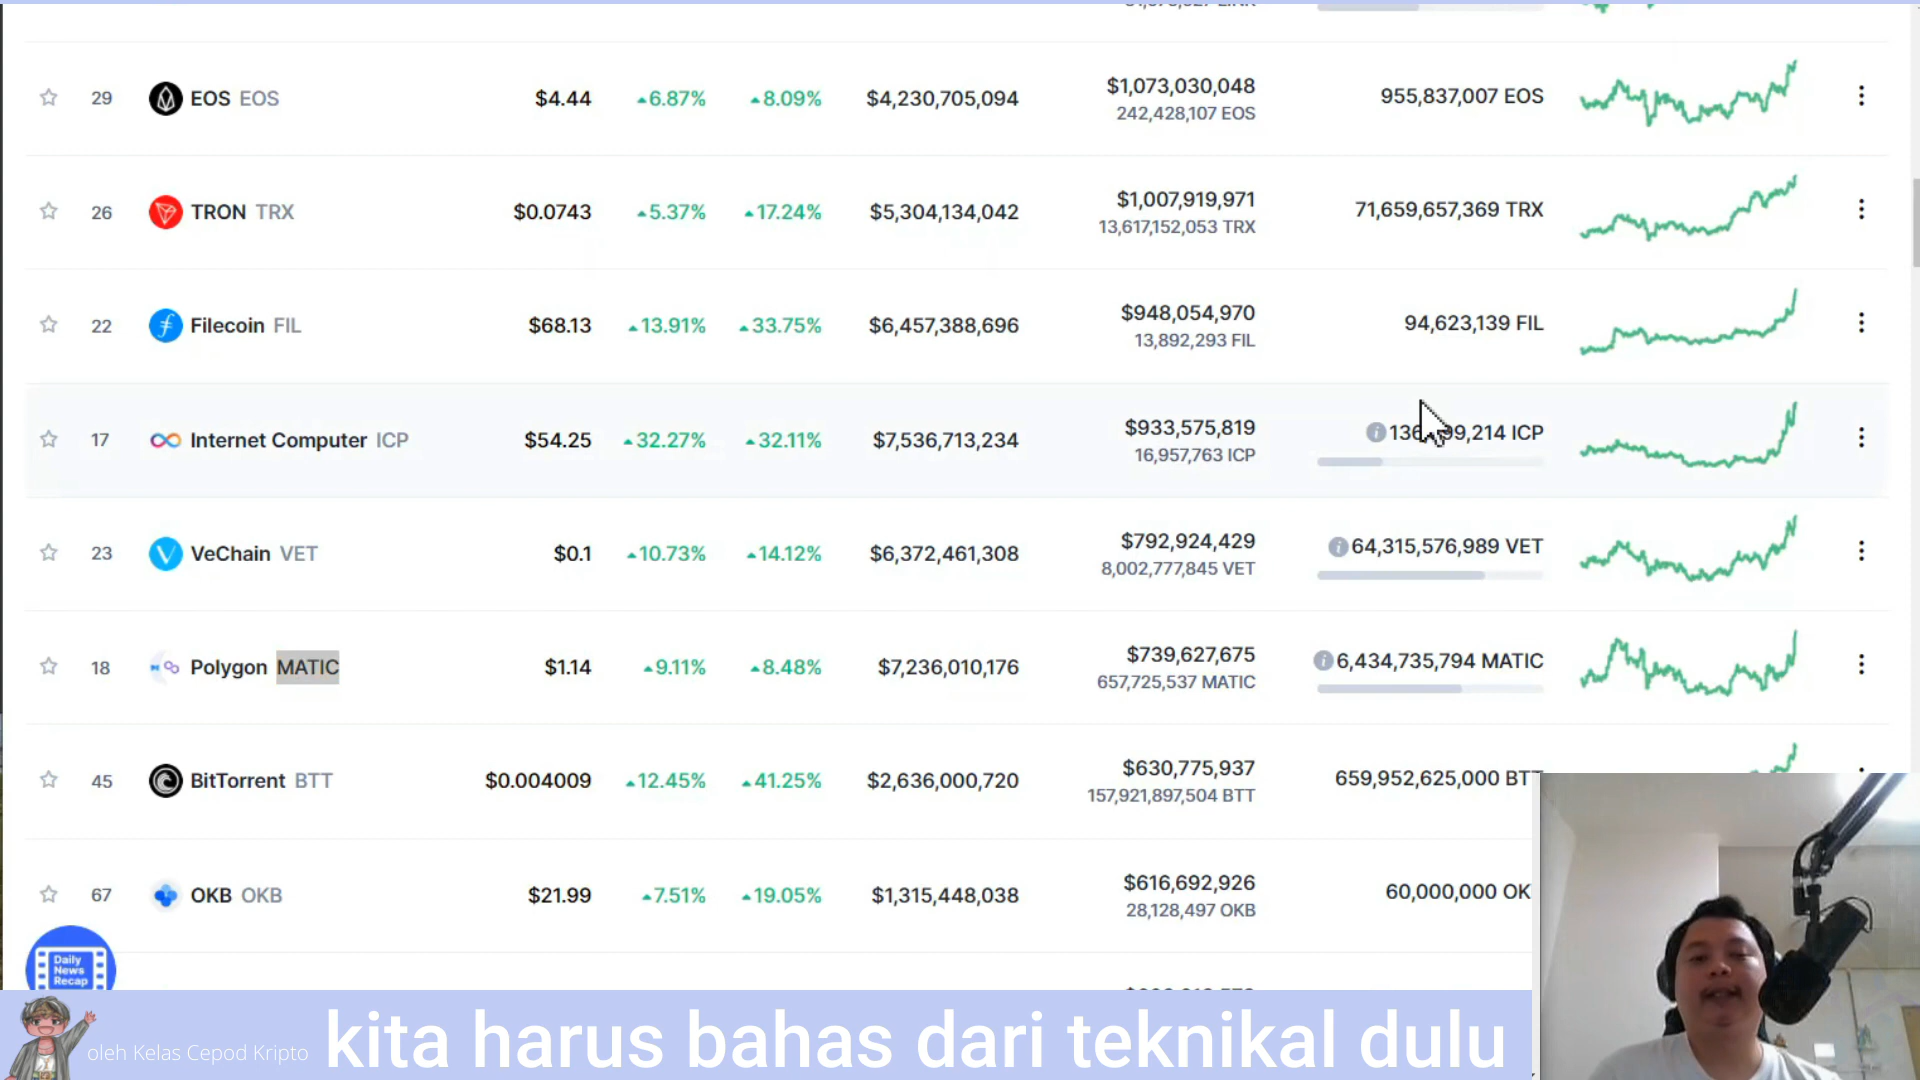 29 EOS EOS $4.44 6.87% 8.09% $4,230,705,094 $1,073,030,048 955,837,007 EOS
242,428,107 EOS
26 TRON TRX $0.0743 5.37% 17.24% $5,304,134,042 $1,007,919,971 71,659,657,369 TRX
13,617,152,053 TRX
22 Filecoin FIL $68.13 13.91% 33.75% $6,457,388,696 $948,054,970 94,623,139 FIL
13,892,293 FIL
17 Internet Computer ICP $54.25 32.27% 32.11% $7,536,713,234 $933,575,819 ICP
16,957,763 ICP
23 VeChain VET $0.1 10.73% 14.12% $6,372,461,308 $792,924,429 64,315,576,989 VET
8,002,777,845 VET
18 Polygon MATIC $1.14 9.11% 8.48% $7,236,010,176 $739,627,675 6,434,735,794 MATIC
657,725,537 MATIC
45 BitTorrent BTT $0.004009 12.45% 41.25% $2,636,000,720 $630,775,937 659,952,625,000 BTT
157,921,897,504 BTT
67 OKB OKB $21.99 7.51% 19.05% $1,315,448,038 $616,692,926 60,000,000 OK
28,128,497 OKB
Daily
News
Recap
oleh Kelas Cepod Kripto
kita harus bahas dari teknikal dulu